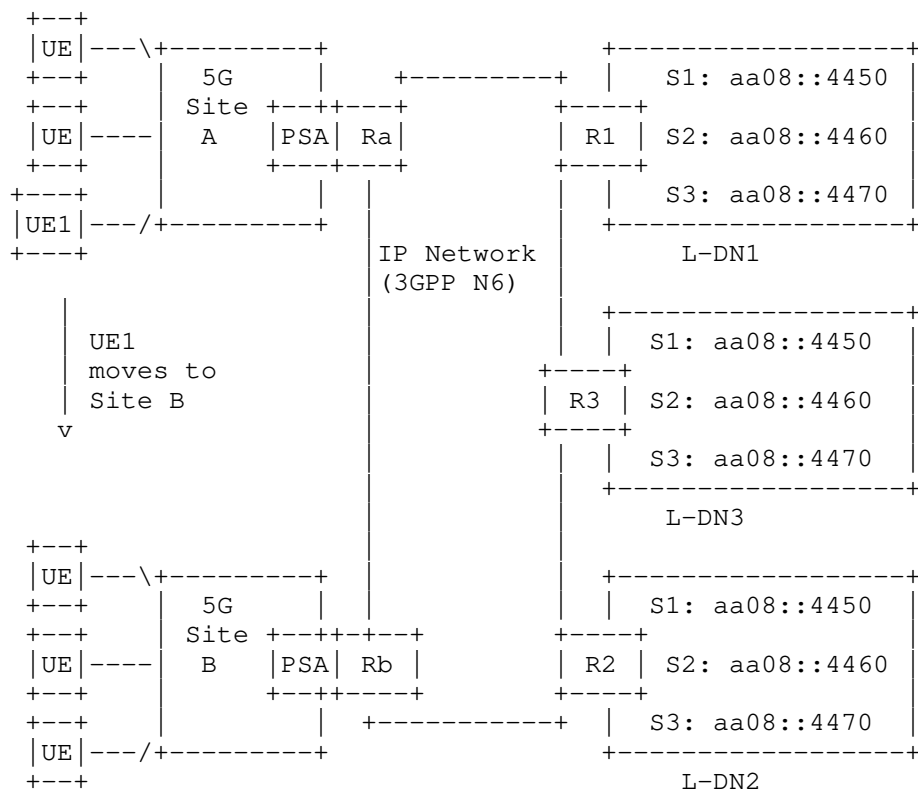 UE
5G
S1: aa08::4450
Site
UE A PSA Ra R1 S2: aa08::4460
S3: aa08::4470
UE1
IP Network L-DN1
(3GPP N6)
UE1 S1: aa08::4450
moves to
Site B R3 S2: aa08::4460
v
S3: aa08::4470
L-DN3
UE
5G S1: aa08::4450
Site
UE B PSA Rb R2 S2: aa08::4460
S3: aa08::4470
UE
L-DN2